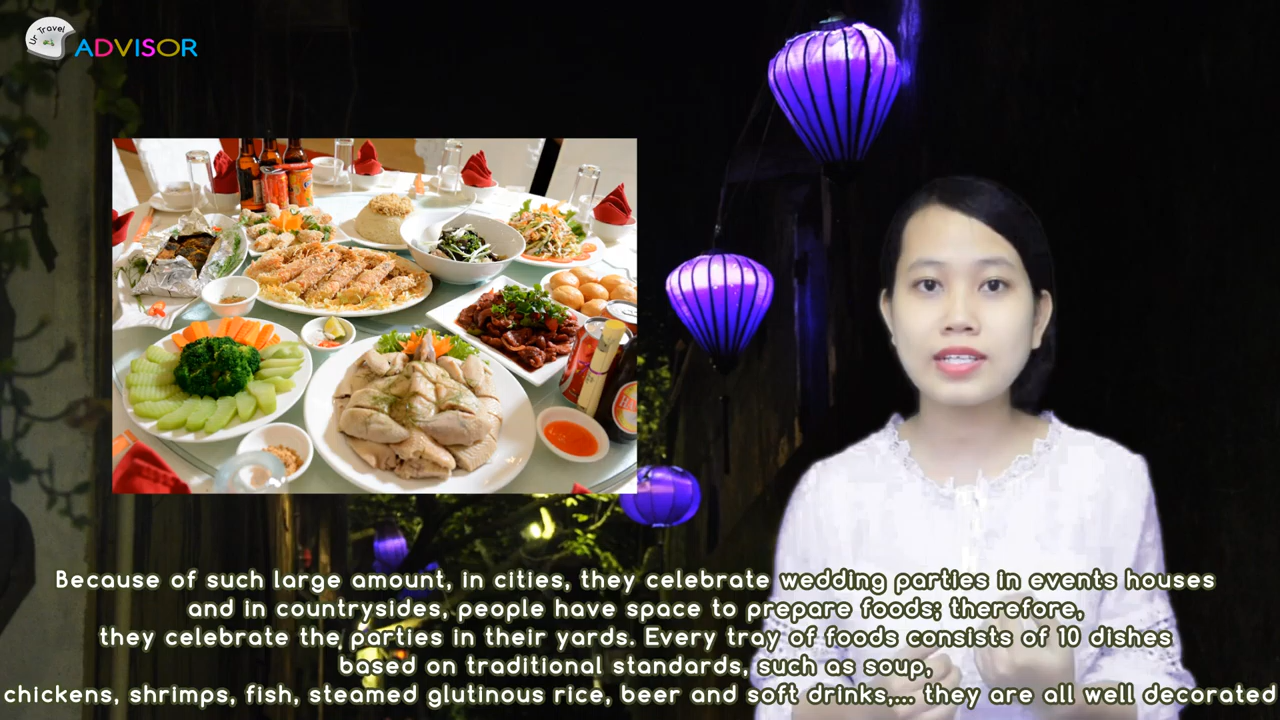 Ur Travel
ADVISOR
Because of such large amount, in cities, they celebrate wedding parties in events houses
and in countrysides, people have space to prepare foods; therefore,
they celebrate the parties in their yards. Every tray of foods consists of 10 dishes
based on traditional standards, such as soup,
chickens, shrimps, fish, steamed glutinous rice, beer and soft drinks,... they are all well decorated